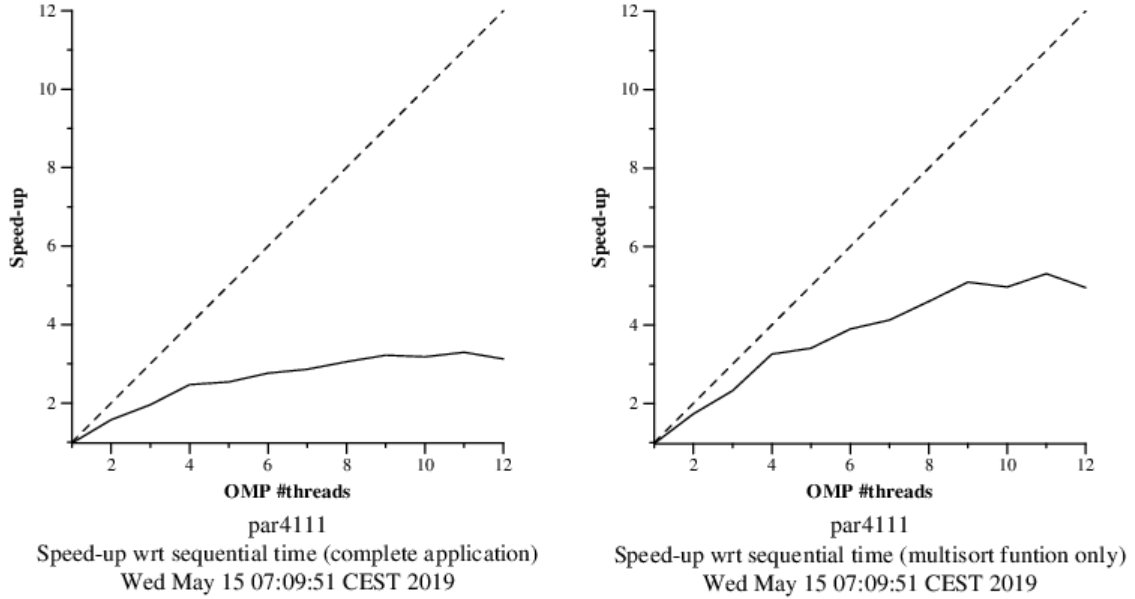 12
10
8
6
4
2
Speed-up
2 4 6 8 10 12
OMP #threads
par4111
Speed-up wrt sequential time (complete application)
Wed May 15 07:09:51 CEST 2019
12
10
8
6
4
2
Speed-up
2 4 6 8 10 12
OMP #threads
par4111
Speed-up wrt sequential time (multisort funtion only)
Wed May 15 07:09:51 CEST 2019